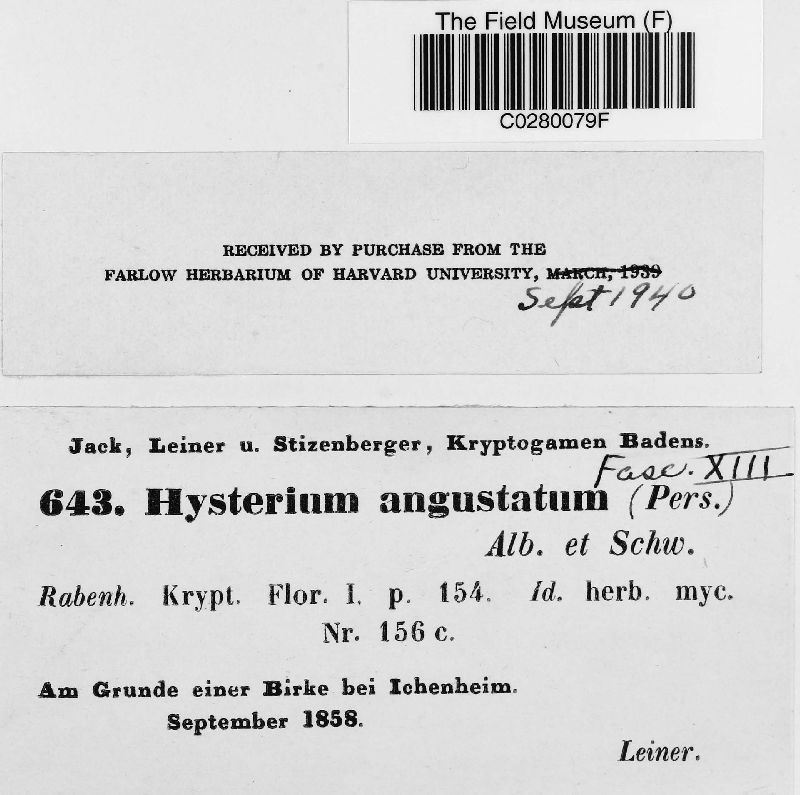 The Field Museum (F)
C0280079F
RECEIVED BY PURCHASE FROM THE
FARLOW HERBARIUM OF HARVARD UNIVERSITY, MARCH, 1939
Sept 1940
Jack, Leiner u. Stizenberger, Kryptogamen Badens.
Fasc. XIII
643. Hysterium angustatum (Pers.)
Alb. et Schw.
Rabenh. Krypt. Flor. I. p. 154. Id. herb. myc.
Nr. 156 c.
Am Grunde einer Birke bei Ichenheim.
September 1858.
Leiner.